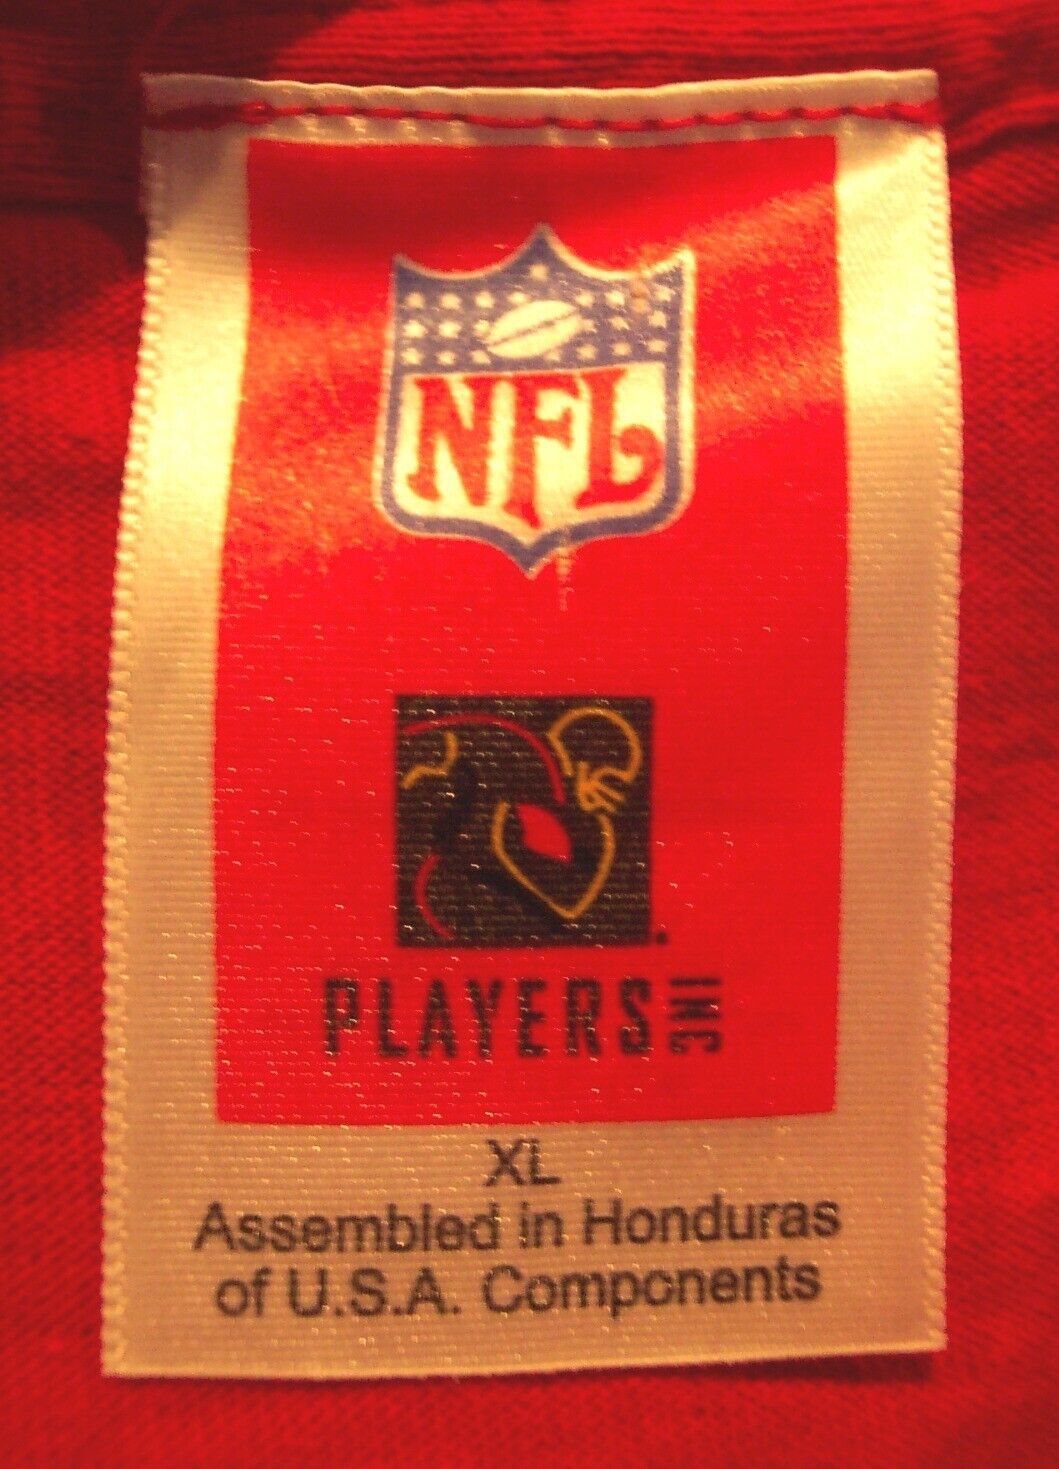 NFL
PLAYERS INC
XL
Assembled in Honduras
of U.S.A. Components